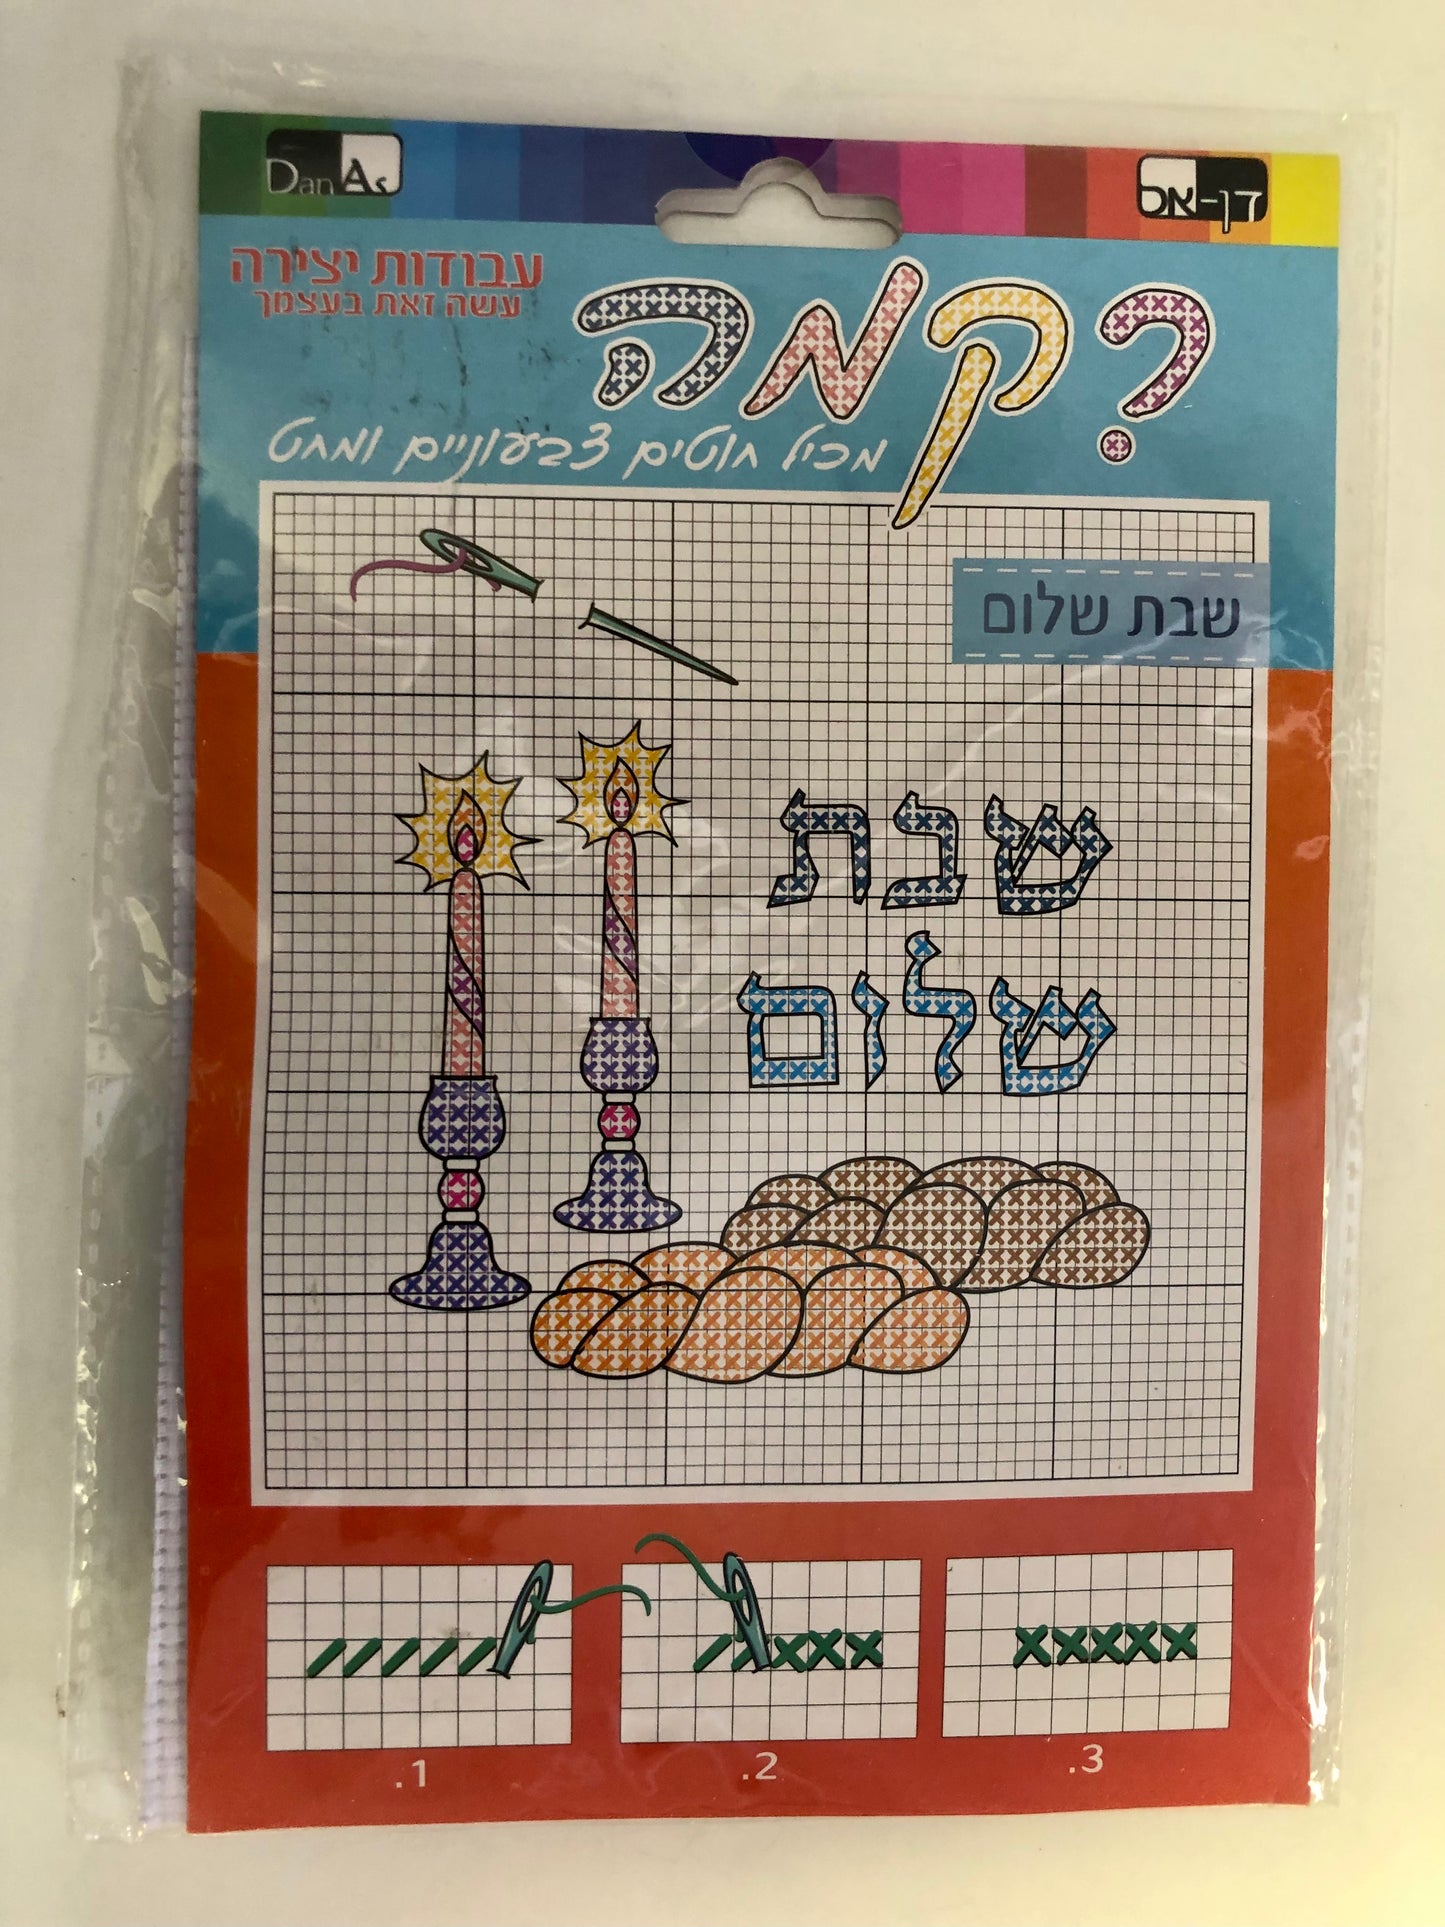 DanAs
דן-אס
עבודות יצירה
עשה זאת בעצמך
רקמה
מכיל חוטים צבעוניים ומחט
שבת שלום
שבת
שלום
.1
.2
.3